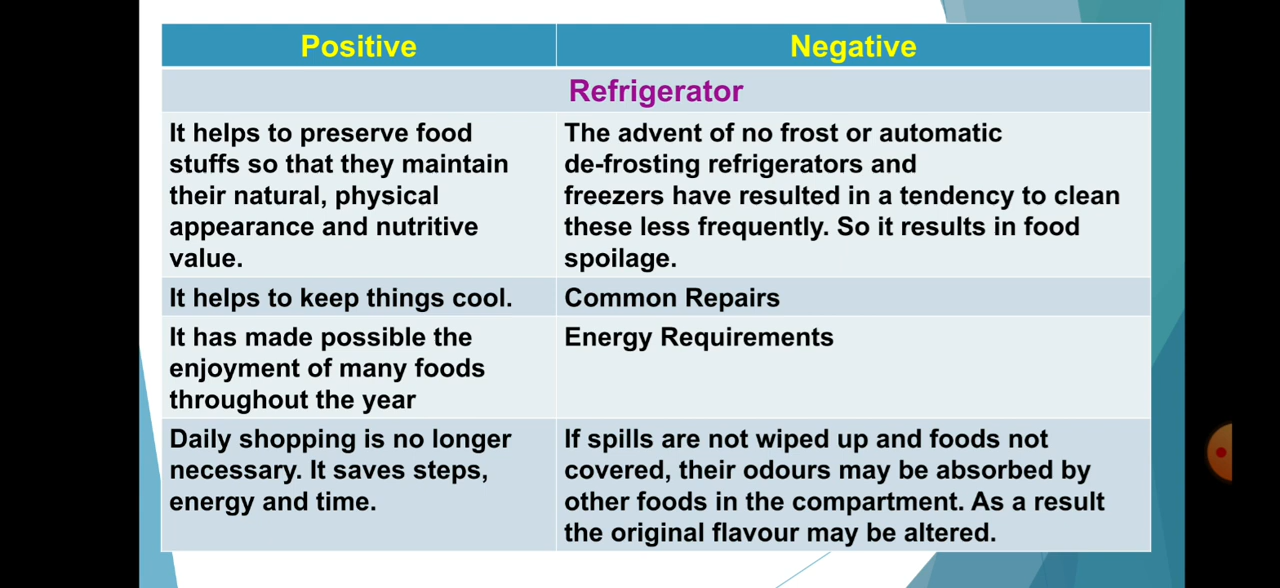 Positive
Negative
Refrigerator
It helps to preserve food
stuffs so that they maintain
their natural, physical
appearance and nutritive
value.
The advent of no frost or automatic
de-frosting refrigerators and
freezers have resulted in a tendency to clean
these less frequently. So it results in food
spoilage.
It helps to keep things cool.
Common Repairs
It has made possible the
enjoyment of many foods
throughout the year
Energy Requirements
Daily shopping is no longer
necessary. It saves steps,
energy and time.
If spills are not wiped up and foods not
covered, their odours may be absorbed by
other foods in the compartment. As a result
the original flavour may be altered.